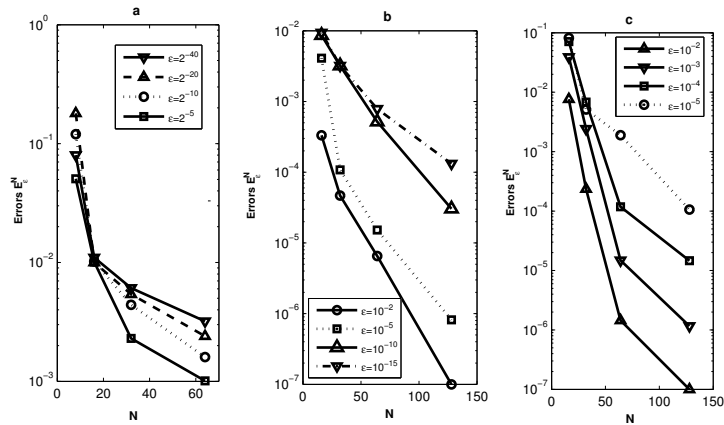 a
10⁰
10⁻¹
10⁻²
10⁻³
Errors E_ε^N
0 20 40 60
N
ε=2⁻⁴⁰
ε=2⁻²⁰
ε=2⁻¹⁰
ε=2⁻⁵
b
10⁻²
10⁻³
10⁻⁴
10⁻⁵
10⁻⁶
10⁻⁷
Errors E_ε^N
0 50 100 150
N
ε=10⁻²
ε=10⁻⁵
ε=10⁻¹⁰
ε=10⁻¹⁵
c
10⁻¹
10⁻²
10⁻³
10⁻⁴
10⁻⁵
10⁻⁶
10⁻⁷
Errors E_ε^N
0 50 100 150
N
ε=10⁻²
ε=10⁻³
ε=10⁻⁴
ε=10⁻⁵